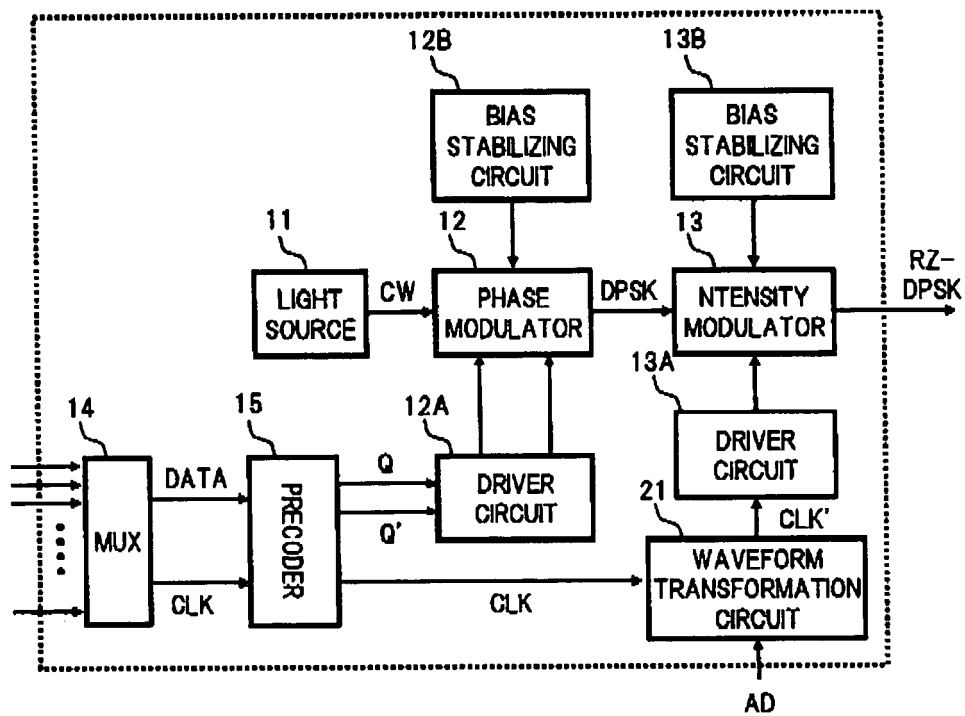 12B
13B
BIAS
STABILIZING
CIRCUIT
BIAS
STABILIZING
CIRCUIT
11
12
13
LIGHT
SOURCE
CW
PHASE
MODULATOR
DPSK
NTENSITY
MODULATOR
RZ-
DPSK
14
15
12A
13A
MUX
DATA
CLK
PRECODER
Q
Q'
DRIVER
CIRCUIT
DRIVER
CIRCUIT
21
CLK'
CLK
WAVEFORM
TRANSFORMATION
CIRCUIT
AD